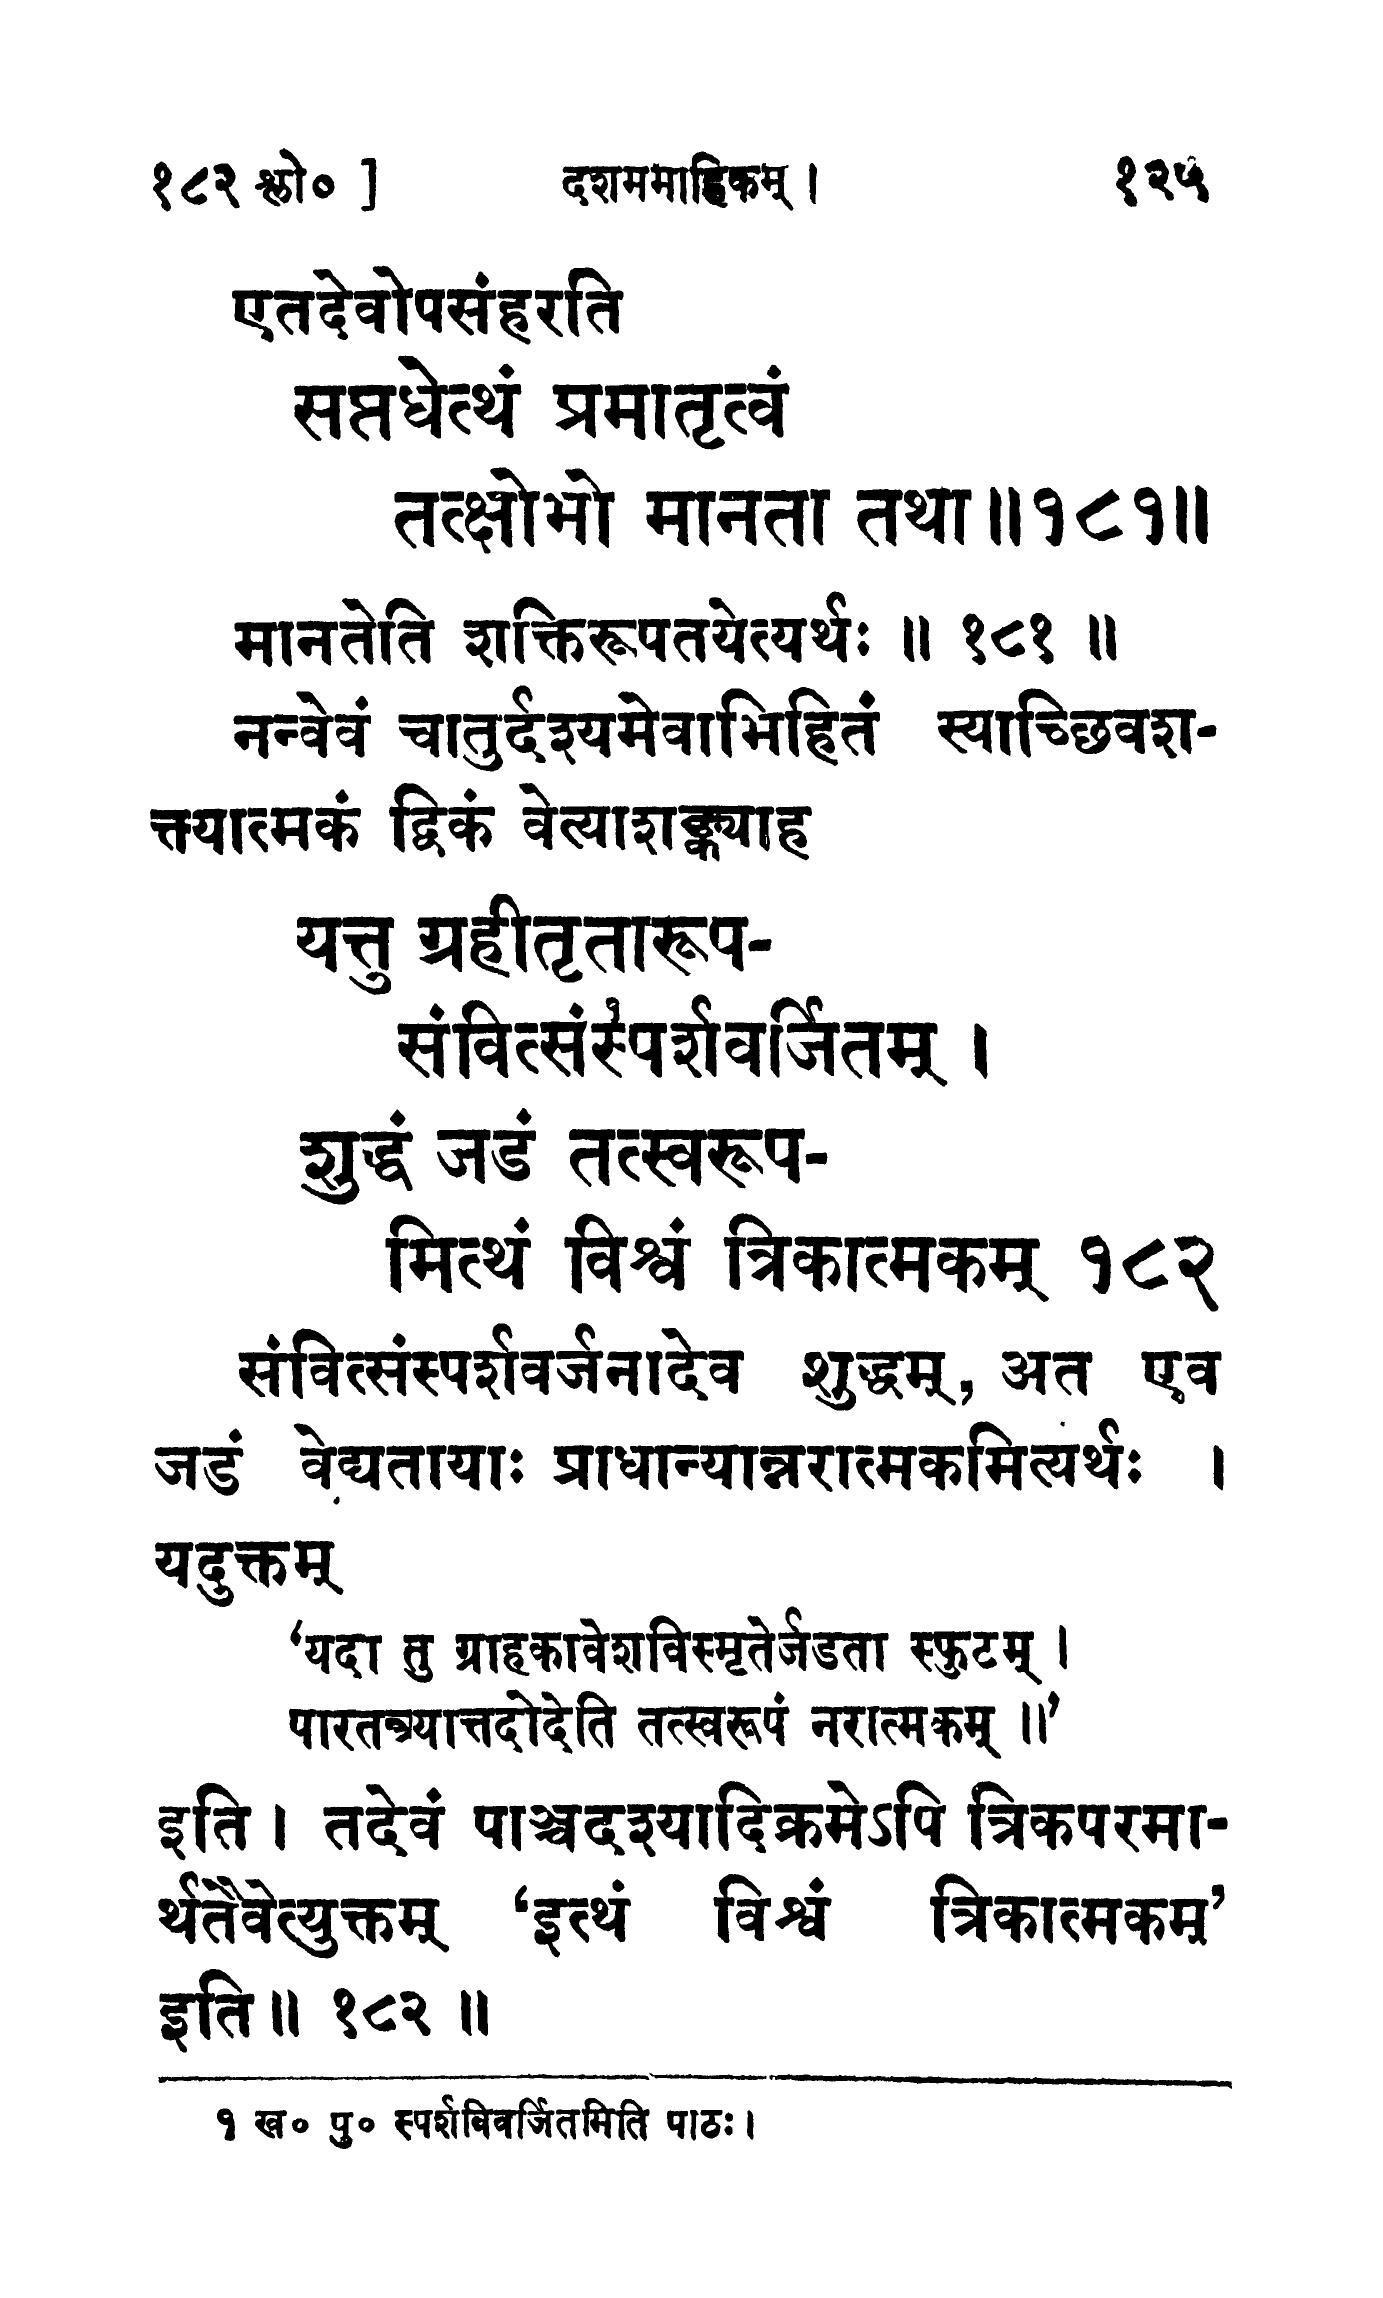 १८२ श्लो० ] दशममाह्निकम् । १२५
एतदेवोपसंहरति
सप्तधेत्थं प्रमातृत्वं
तत्क्षोभो मानता तथा॥१८१॥
मानतेति शक्तिरूपतयेत्यर्थः ॥ १८१ ॥
नन्वेवं चातुर्दश्यमेवाभिहितं स्याच्छिवश-
क्त्यात्मकं द्विकं वेत्याशङ्क्याह
यत्तु ग्रहीतृतारूप-
संवित्संस्प१र्शवर्जितम् ।
शुद्धं जडं तत्स्वरूप-
मित्थं विश्वं त्रिकात्मकम् १८२
संवित्संस्पर्शवर्जनादेव शुद्धम्, अत एव
जडं वेद्यतायाः प्राधान्यान्नरात्मकमित्यर्थः ।
यदुक्तम्
‘यदा तु ग्राहकावेशविस्मृतेर्जडता स्फुटम् ।
पारतन्त्र्यात्तदोदेति तत्स्वरूपं नरात्मकम् ॥’
इति । तदेवं पाञ्चदश्यादिक्रमेऽपि त्रिकपरमा-
र्थतैवेत्युक्तम् ‘इत्थं विश्वं त्रिकात्मकम्’
इति ॥ १८२ ॥
१ ख० पु० स्पर्शविवर्जितमिति पाठः ।